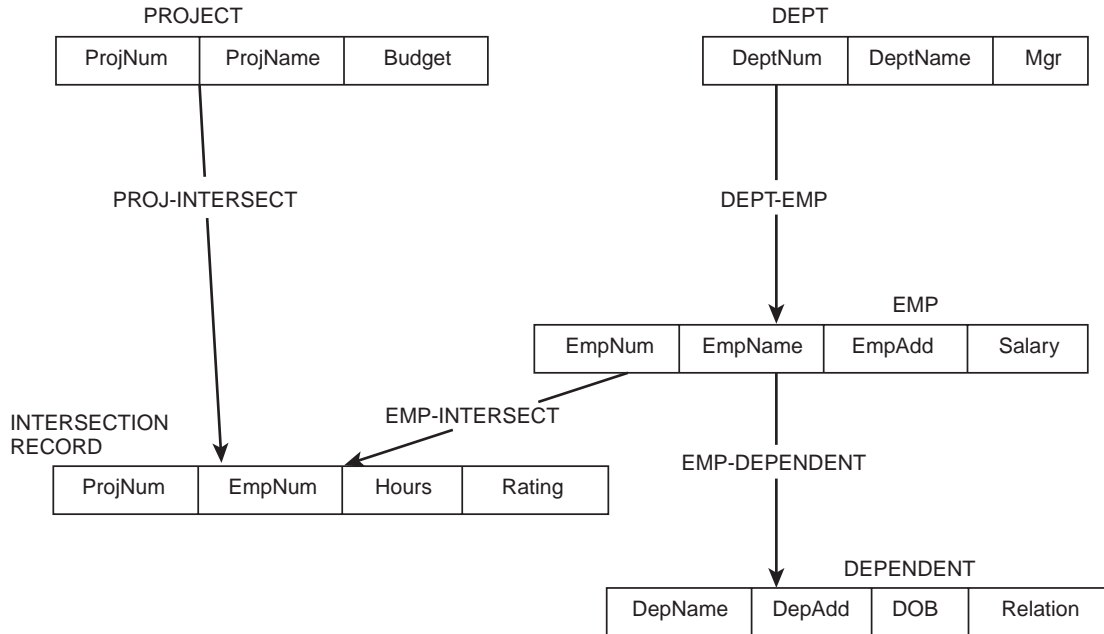 PROJECT
ProjNum ProjName Budget
DEPT
DeptNum DeptName Mgr
PROJ-INTERSECT
DEPT-EMP
EMP
EmpNum EmpName EmpAdd Salary
EMP-INTERSECT
INTERSECTION
RECORD
ProjNum EmpNum Hours Rating
EMP-DEPENDENT
DEPENDENT
DepName DepAdd DOB Relation